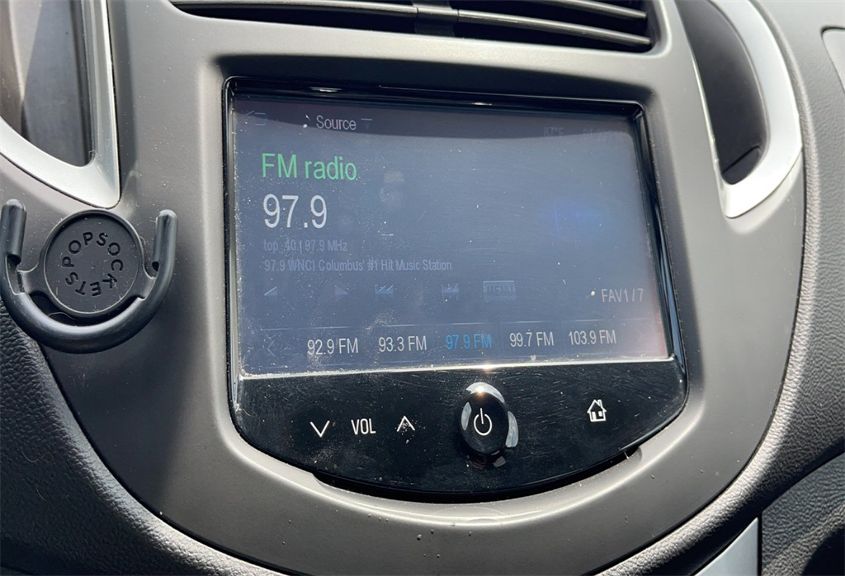 Source
FM radio
97.9
top 40 | 97.9 MHz
97.9 WNCI Columbus' #1 Hit Music Station
FAV1 / 7
92.9 FM 93.3 FM 97.9 FM 99.7 FM 103.9 FM
VOL
POPSOCKETS